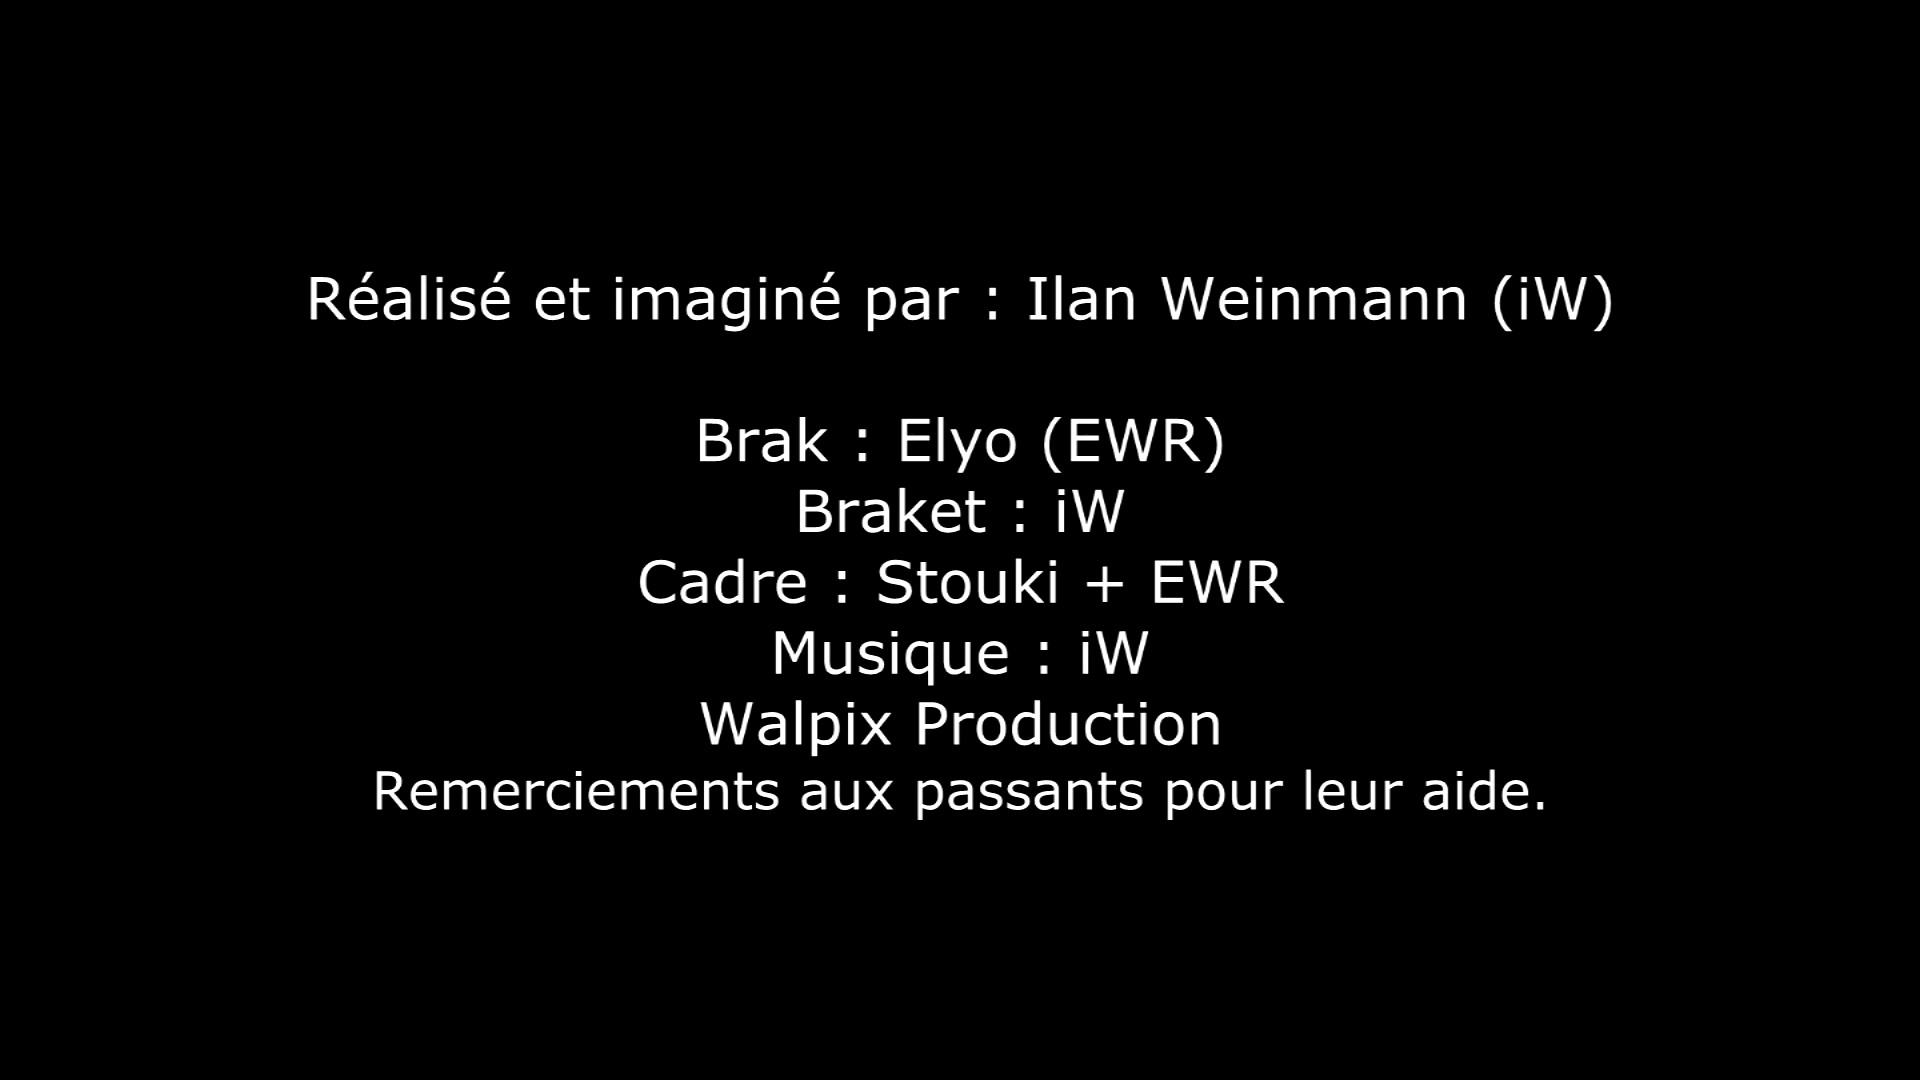 Réalisé et imaginé par : Ilan Weinmann (iW)
Brak : Elyo (EWR)
Braket : iW
Cadre : Stouki + EWR
Musique : iW
Walpix Production
Remerciements aux passants pour leur aide.